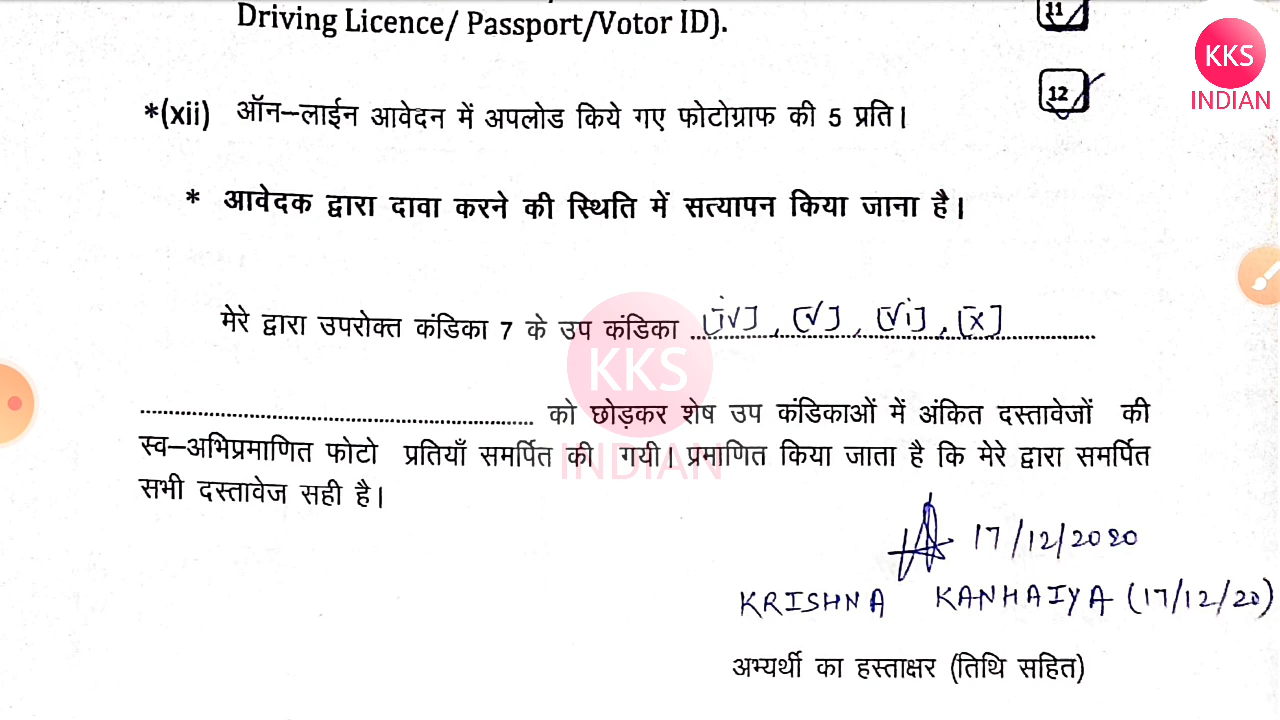 Driving Licence/ Passport/Votor ID).
11
KKS
INDIAN
*(xii) ऑन–लाईन आवेदन में अपलोड किये गए फोटोग्राफ की 5 प्रति।
12
* आवेदक द्वारा दावा करने की स्थिति में सत्यापन किया जाना है।
मेरे द्वारा उपरोक्त कंडिका 7 के उप कंडिका [iv], [v], [vi], [x]
KKS
INDIAN
को छोड़कर शेष उप कंडिकाओं में अंकित दस्तावेजों की
स्व–अभिप्रमाणित फोटो प्रतियाँ समर्पित की गयी। प्रमाणित किया जाता है कि मेरे द्वारा समर्पित
सभी दस्तावेज सही है।
17/12/2020
KRISHNA KANHAIYA (17/12/20)
अभ्यर्थी का हस्ताक्षर (तिथि सहित)